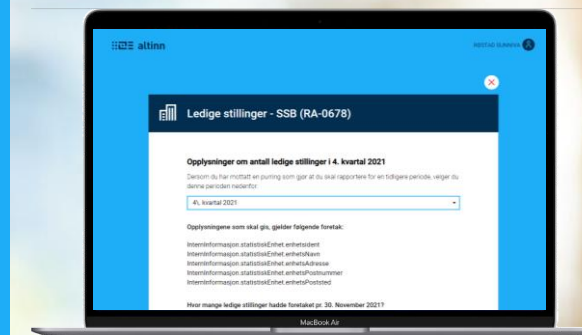 altinn
Ledige stillinger - SSB (RA-0678)
Opplysninger om antall ledige stillinger i 4. kvartal 2021
Dersom du har mottatt en purring som gjør at du skal rapportere for en tidligere periode, velger du
denne perioden nedenfor.
4\. kvartal 2021
Opplysningene som skal gis, gjelder følgende foretak:
InternInformasjon.statistiskEnhet.enhetsident
InternInformasjon.statistiskEnhet.enhetsNavn
InternInformasjon.statistiskEnhet.enhetsAdresse
InternInformasjon.statistiskEnhet.enhetsPostnummer
InternInformasjon.statistiskEnhet.enhetsPoststed
Hvor mange ledige stillinger hadde foretaket pr. 30. November 2021?
MacBook Air